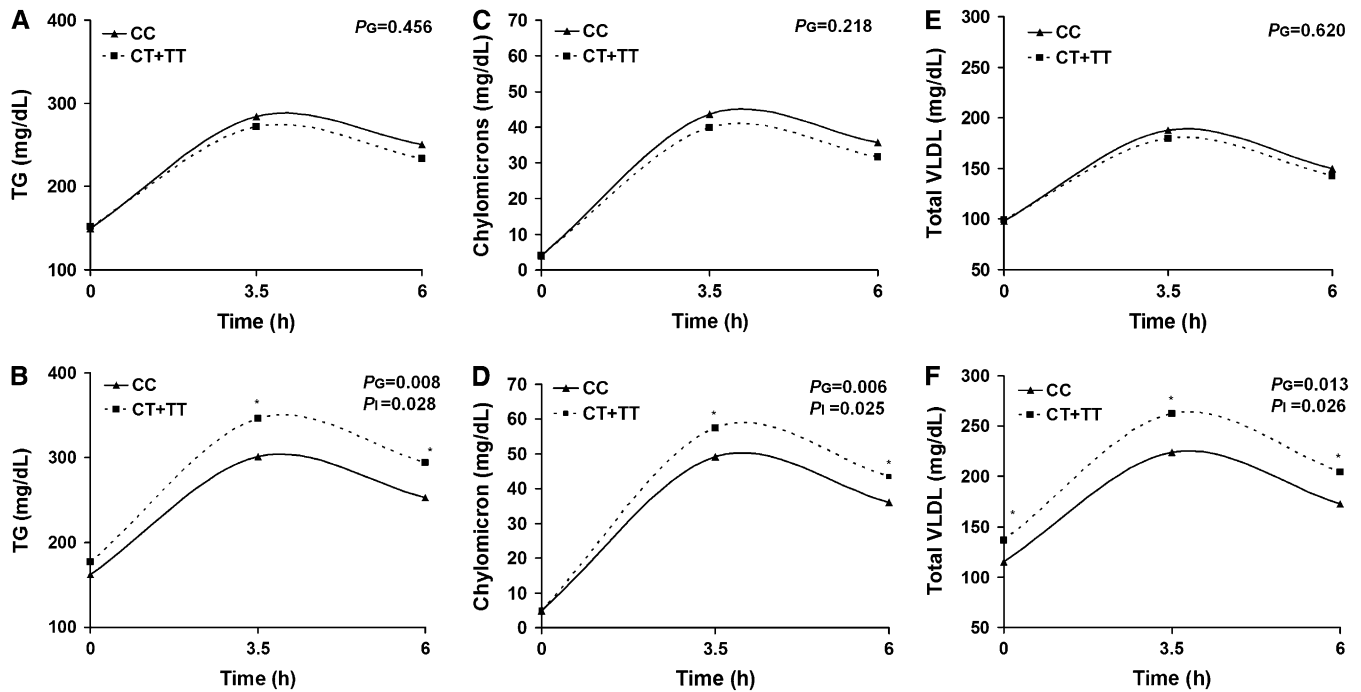 A
TG (mg/dL)
400
300
200
100
CC
CT+TT
PG=0.456
0 3.5 6
Time (h)
C
Chylomicrons (mg/dL)
70
60
50
40
30
20
10
0
CC
CT+TT
PG=0.218
0 3.5 6
Time (h)
E
Total VLDL (mg/dL)
300
250
200
150
100
50
CC
CT+TT
PG=0.620
0 3.5 6
Time (h)
B
TG (mg/dL)
400
300
200
100
CC
CT+TT
PG=0.008
PI=0.028
*
*
0 3.5 6
Time (h)
D
Chylomicron (mg/dL)
70
60
50
40
30
20
10
0
CC
CT+TT
PG=0.006
PI=0.025
*
*
0 3.5 6
Time (h)
F
Total VLDL (mg/dL)
300
250
200
150
100
50
CC
CT+TT
PG=0.013
PI=0.026
*
*
*
0 3.5 6
Time (h)